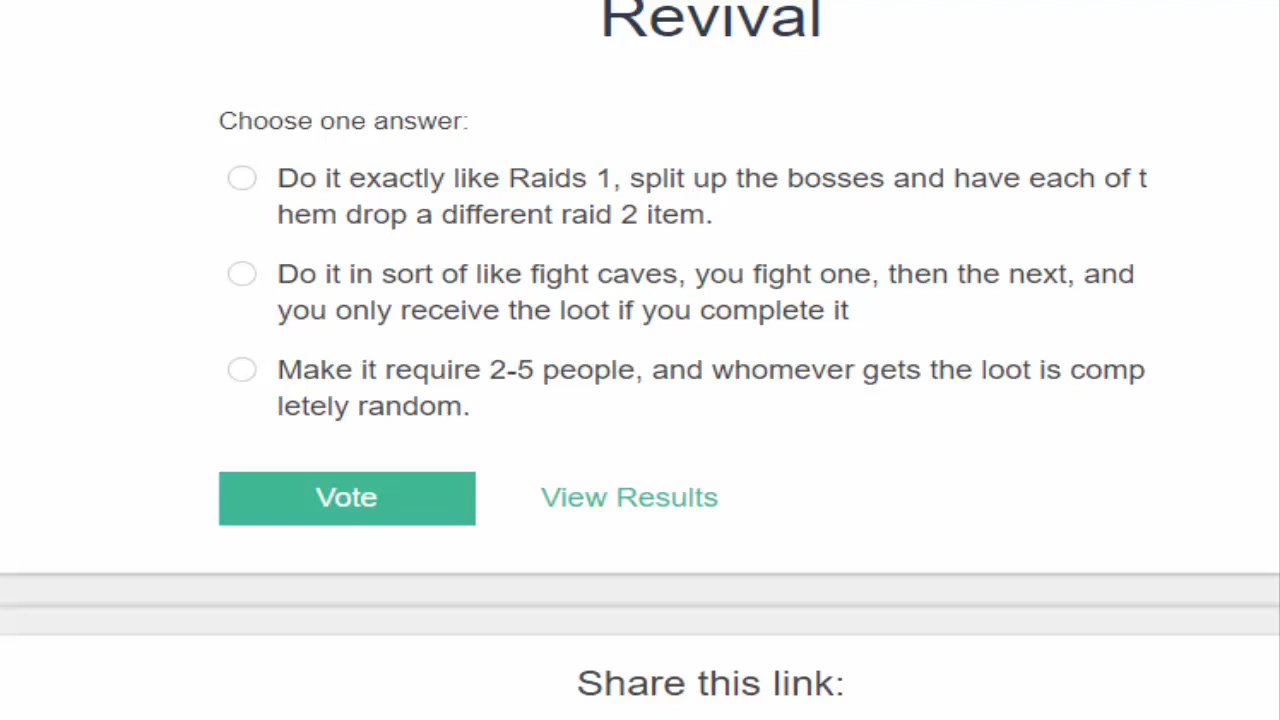 Revival
Choose one answer:
Do it exactly like Raids 1, split up the bosses and have each of t
hem drop a different raid 2 item.
Do it in sort of like fight caves, you fight one, then the next, and
you only receive the loot if you complete it
Make it require 2-5 people, and whomever gets the loot is comp
letely random.
Vote
View Results
Share this link: